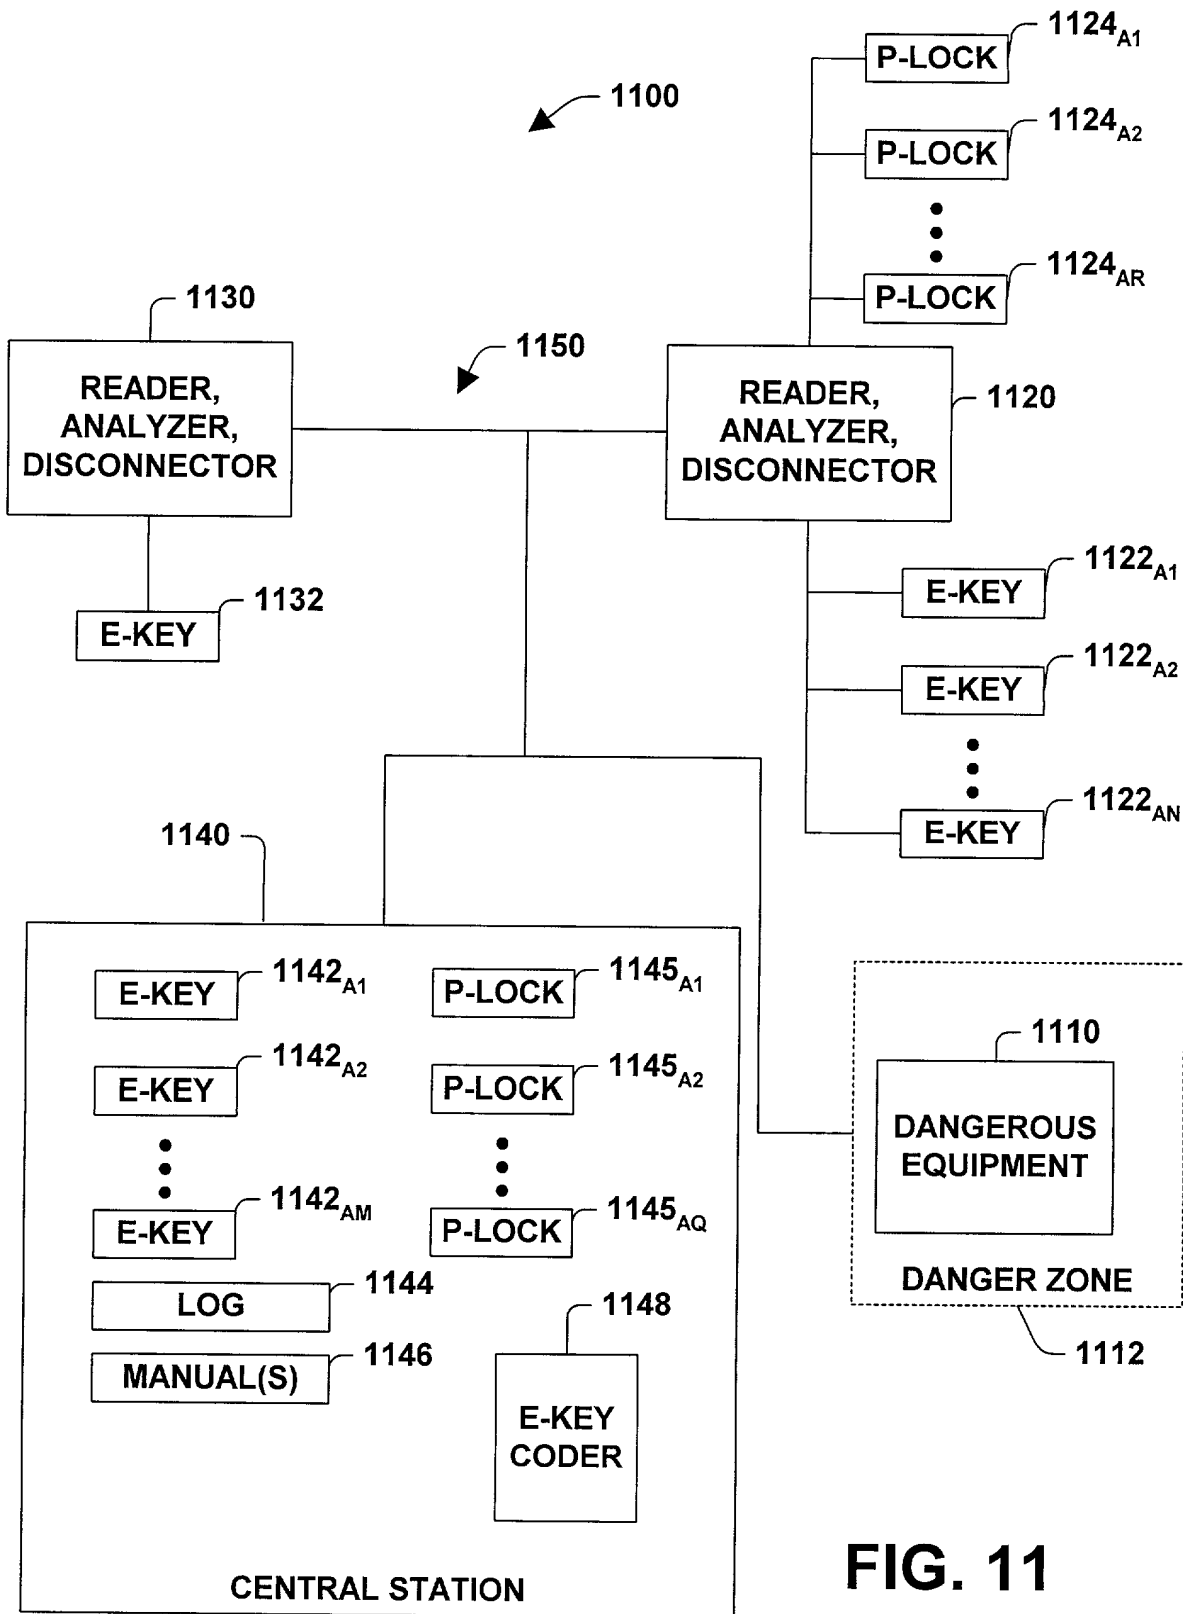 1124A1
P-LOCK
1100
1124A2
P-LOCK
1124AR
P-LOCK
1130
1150
READER,
ANALYZER,
DISCONNECTOR
READER,
ANALYZER,
DISCONNECTOR
1120
1132
E-KEY
1122A1
E-KEY
1122A2
E-KEY
1122AN
E-KEY
1140
1142A1
E-KEY
1145A1
P-LOCK
1142A2
E-KEY
1145A2
P-LOCK
1142AM
E-KEY
1145AQ
P-LOCK
1144
LOG
1146
MANUAL(S)
1148
E-KEY
CODER
CENTRAL STATION
1110
DANGEROUS
EQUIPMENT
DANGER ZONE
1112
FIG. 11